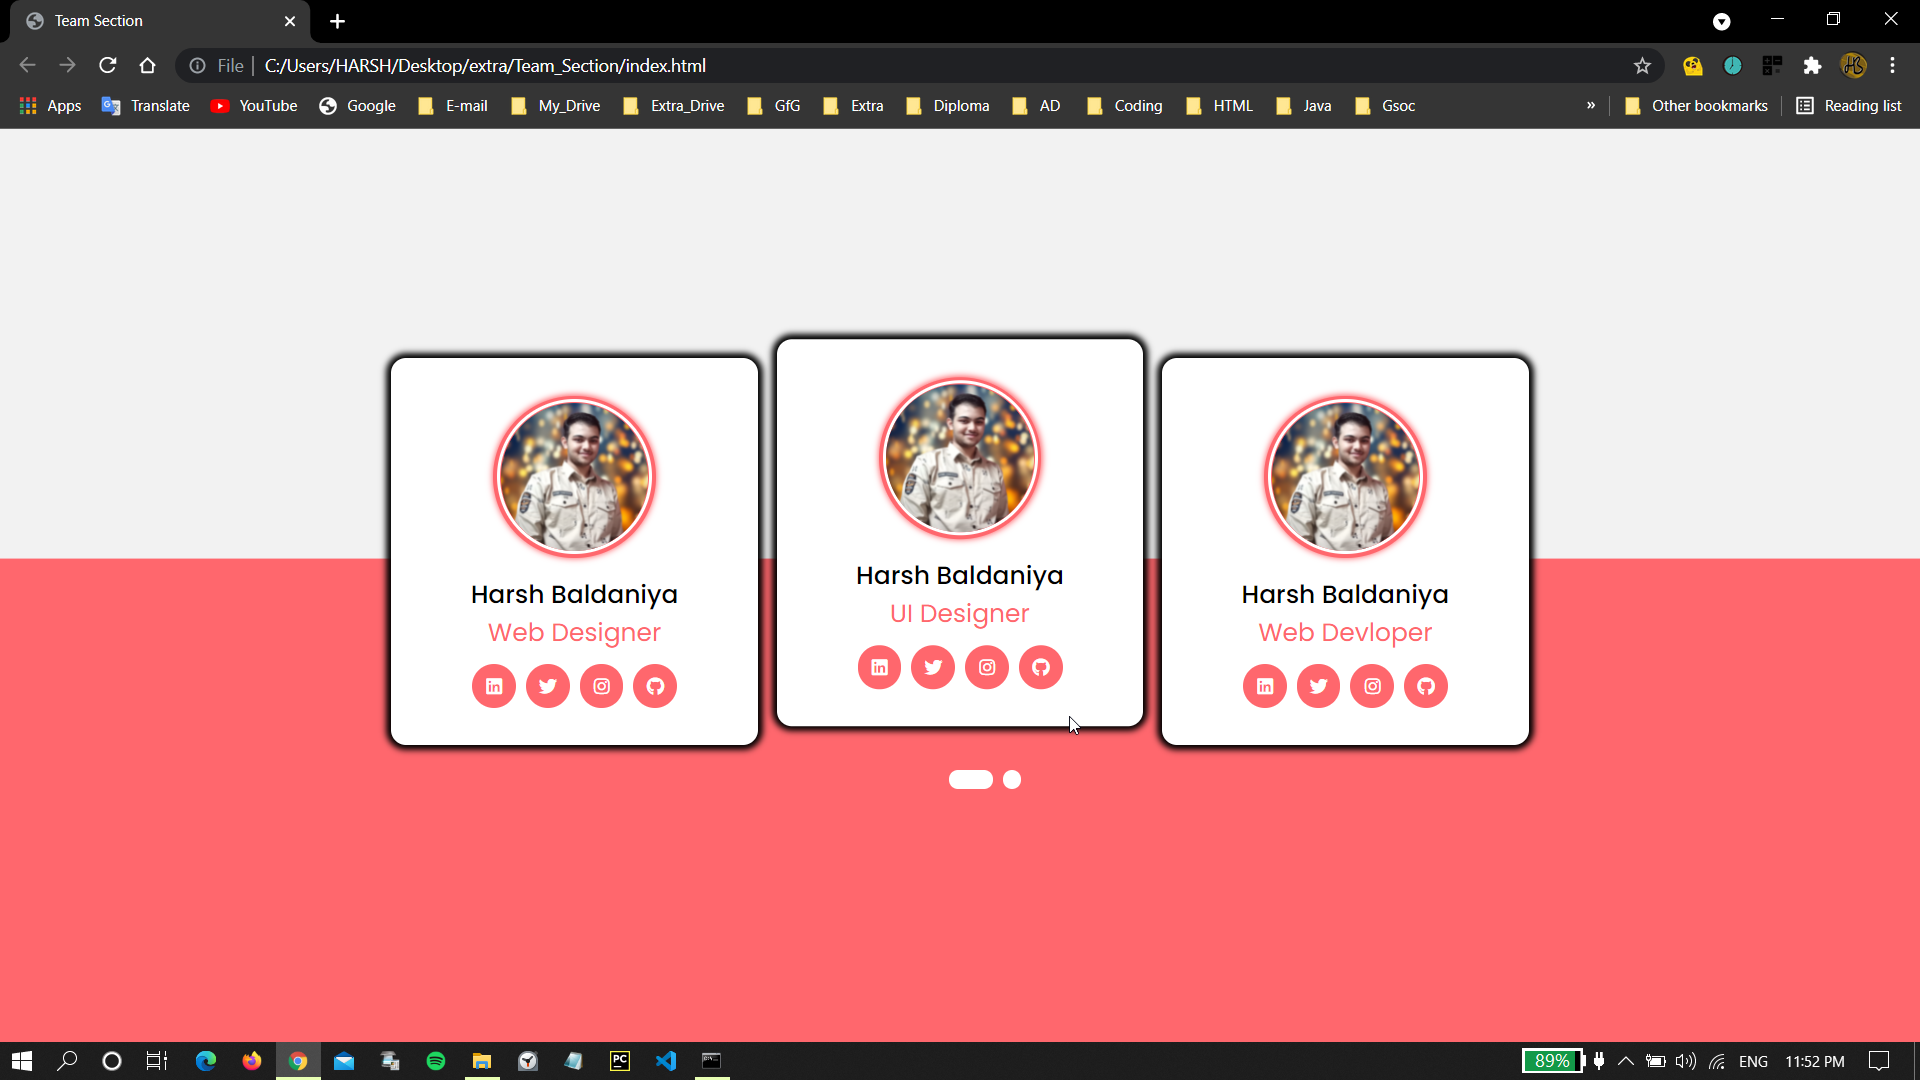 Team Section
File C:/Users/HARSH/Desktop/extra/Team_Section/index.html
Apps Translate YouTube Google E-mail My_Drive Extra_Drive GfG Extra Diploma AD Coding HTML Java Gsoc » Other bookmarks Reading list
Harsh Baldaniya
Web Designer
Harsh Baldaniya
UI Designer
Harsh Baldaniya
Web Devloper
PC
89% ENG 11:52 PM